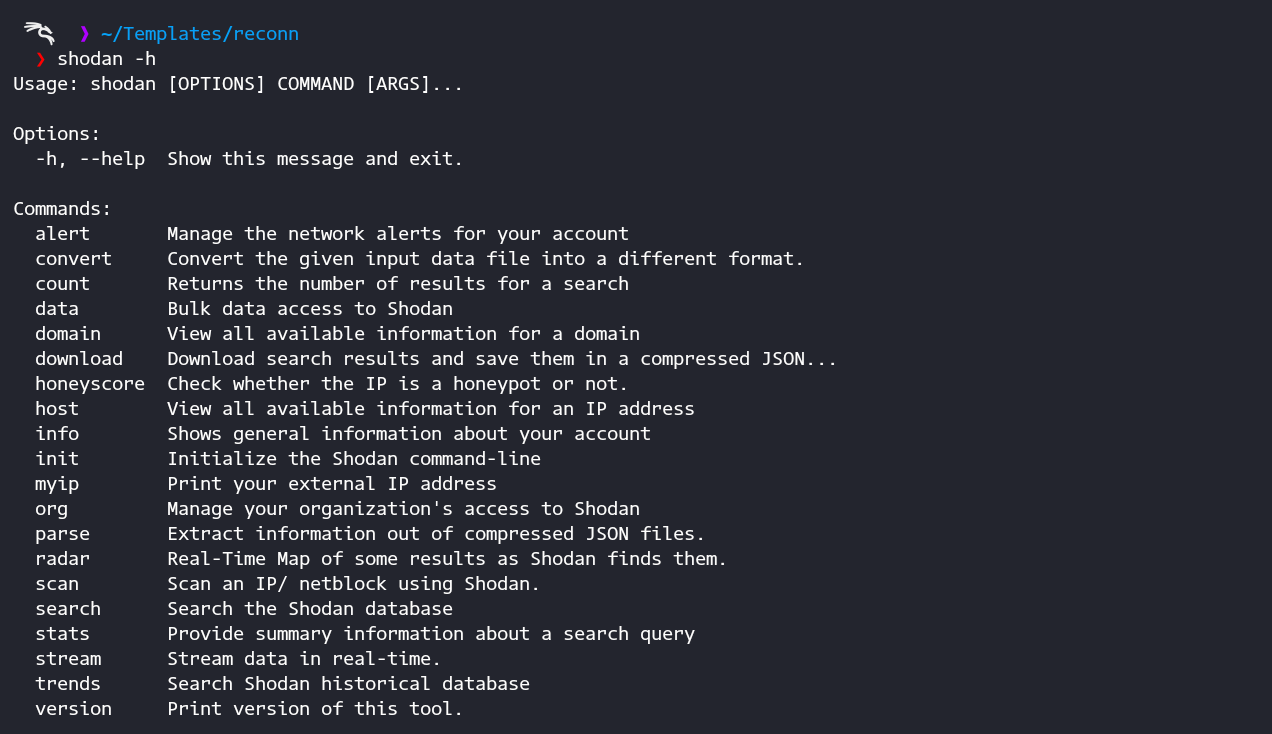 ❯ ~/Templates/reconn
❯ shodan -h
Usage: shodan [OPTIONS] COMMAND [ARGS]...

Options:
  -h, --help  Show this message and exit.

Commands:
  alert       Manage the network alerts for your account
  convert     Convert the given input data file into a different format.
  count       Returns the number of results for a search
  data        Bulk data access to Shodan
  domain      View all available information for a domain
  download    Download search results and save them in a compressed JSON...
  honeyscore  Check whether the IP is a honeypot or not.
  host        View all available information for an IP address
  info        Shows general information about your account
  init        Initialize the Shodan command-line
  myip        Print your external IP address
  org         Manage your organization's access to Shodan
  parse       Extract information out of compressed JSON files.
  radar       Real-Time Map of some results as Shodan finds them.
  scan        Scan an IP/ netblock using Shodan.
  search      Search the Shodan database
  stats       Provide summary information about a search query
  stream      Stream data in real-time.
  trends      Search Shodan historical database
  version     Print version of this tool.